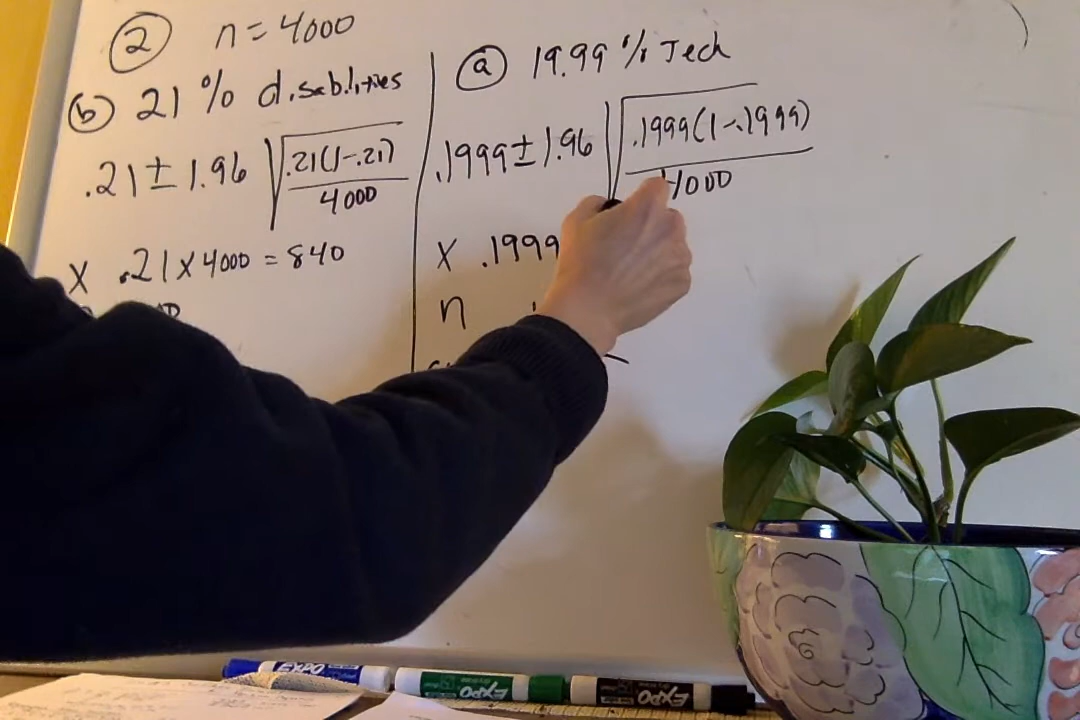 ② n = 4000
ⓑ 21 % disabilities
.21 ± 1.96 √.21(1-.21)
4000
X .21 X 4000 = 840
ⓐ 19.99 % Tech
.1999 ± 1.96 √.1999(1-.1999)
4000
X .1999
n
EXPO
EXPO
EXPO